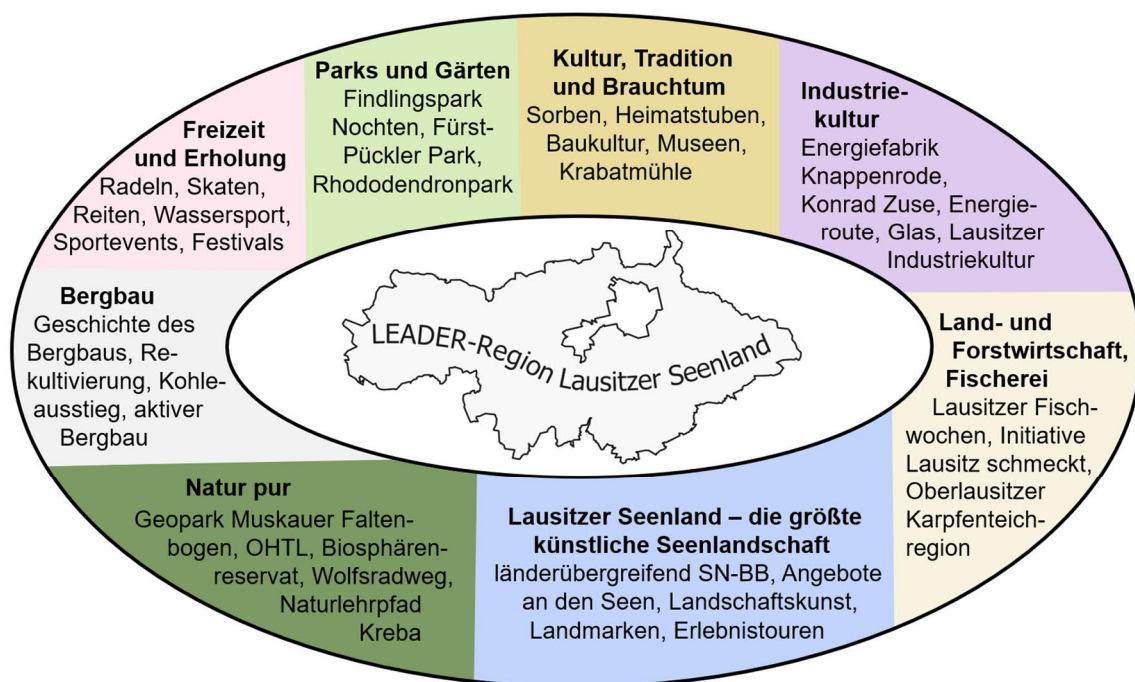 Parks und Gärten
Findlingspark
Nochten, Fürst-
Pückler Park,
Rhododendronpark
Kultur, Tradition
und Brauchtum
Sorben, Heimatstuben,
Baukultur, Museen,
Krabatmühle
Industrie-
kultur
Energiefabrik
Knappenrode,
Konrad Zuse, Energie-
route, Glas, Lausitzer
Industriekultur
Freizeit
und Erholung
Radeln, Skaten,
Reiten, Wassersport,
Sportevents, Festivals
Bergbau
Geschichte des
Bergbaus, Re-
kultivierung, Kohle-
ausstieg, aktiver
Bergbau
LEADER-Region Lausitzer Seenland
Land- und
Forstwirtschaft,
Fischerei
Lausitzer Fisch-
wochen, Initiative
Lausitz schmeckt,
Oberlausitzer
Karpfenteich-
region
Natur pur
Geopark Muskauer Falten-
bogen, OHTL, Biosphären-
reservat, Wolfsradweg,
Naturlehrpfad
Kreba
Lausitzer Seenland – die größte
künstliche Seenlandschaft
länderübergreifend SN-BB, Angebote
an den Seen, Landschaftskunst,
Landmarken, Erlebnistouren